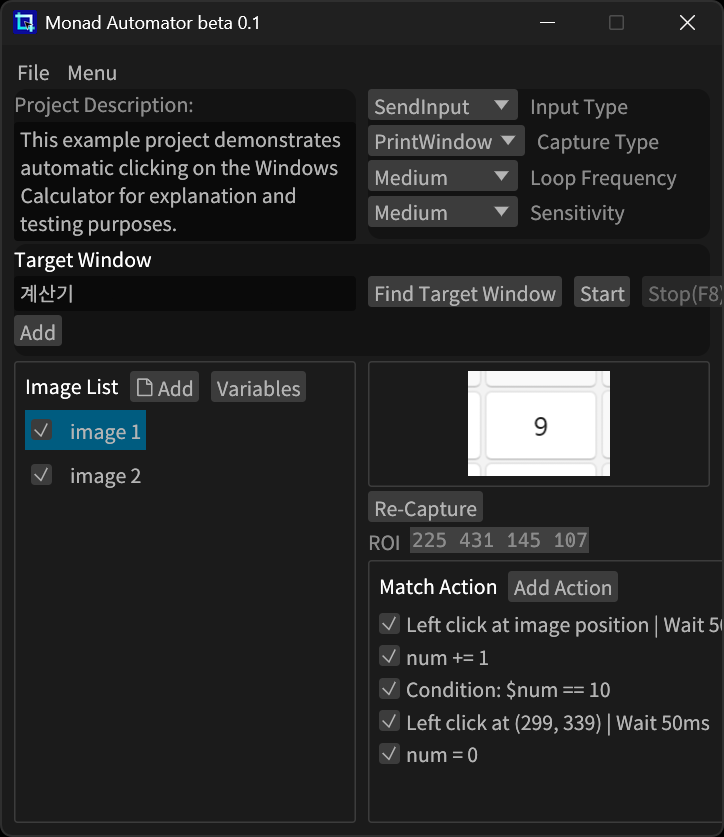 Monad Automator beta 0.1
File Menu
Project Description:
This example project demonstrates
automatic clicking on the Windows
Calculator for explanation and
testing purposes.
SendInput Input Type
PrintWindow Capture Type
Medium Loop Frequency
Medium Sensitivity
Target Window
계산기 Find Target Window Start Stop(F8)
Add
Image List Add Variables
image 1
image 2
9
Re-Capture
ROI 225 431 145 107
Match Action Add Action
Left click at image position | Wait 50
num += 1
Condition: $num == 10
Left click at (299, 339) | Wait 50ms
num = 0